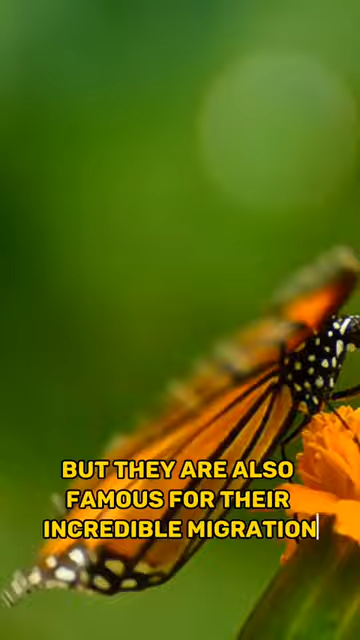 BUT THEY ARE ALSO
FAMOUS FOR THEIR
INCREDIBLE MIGRATION